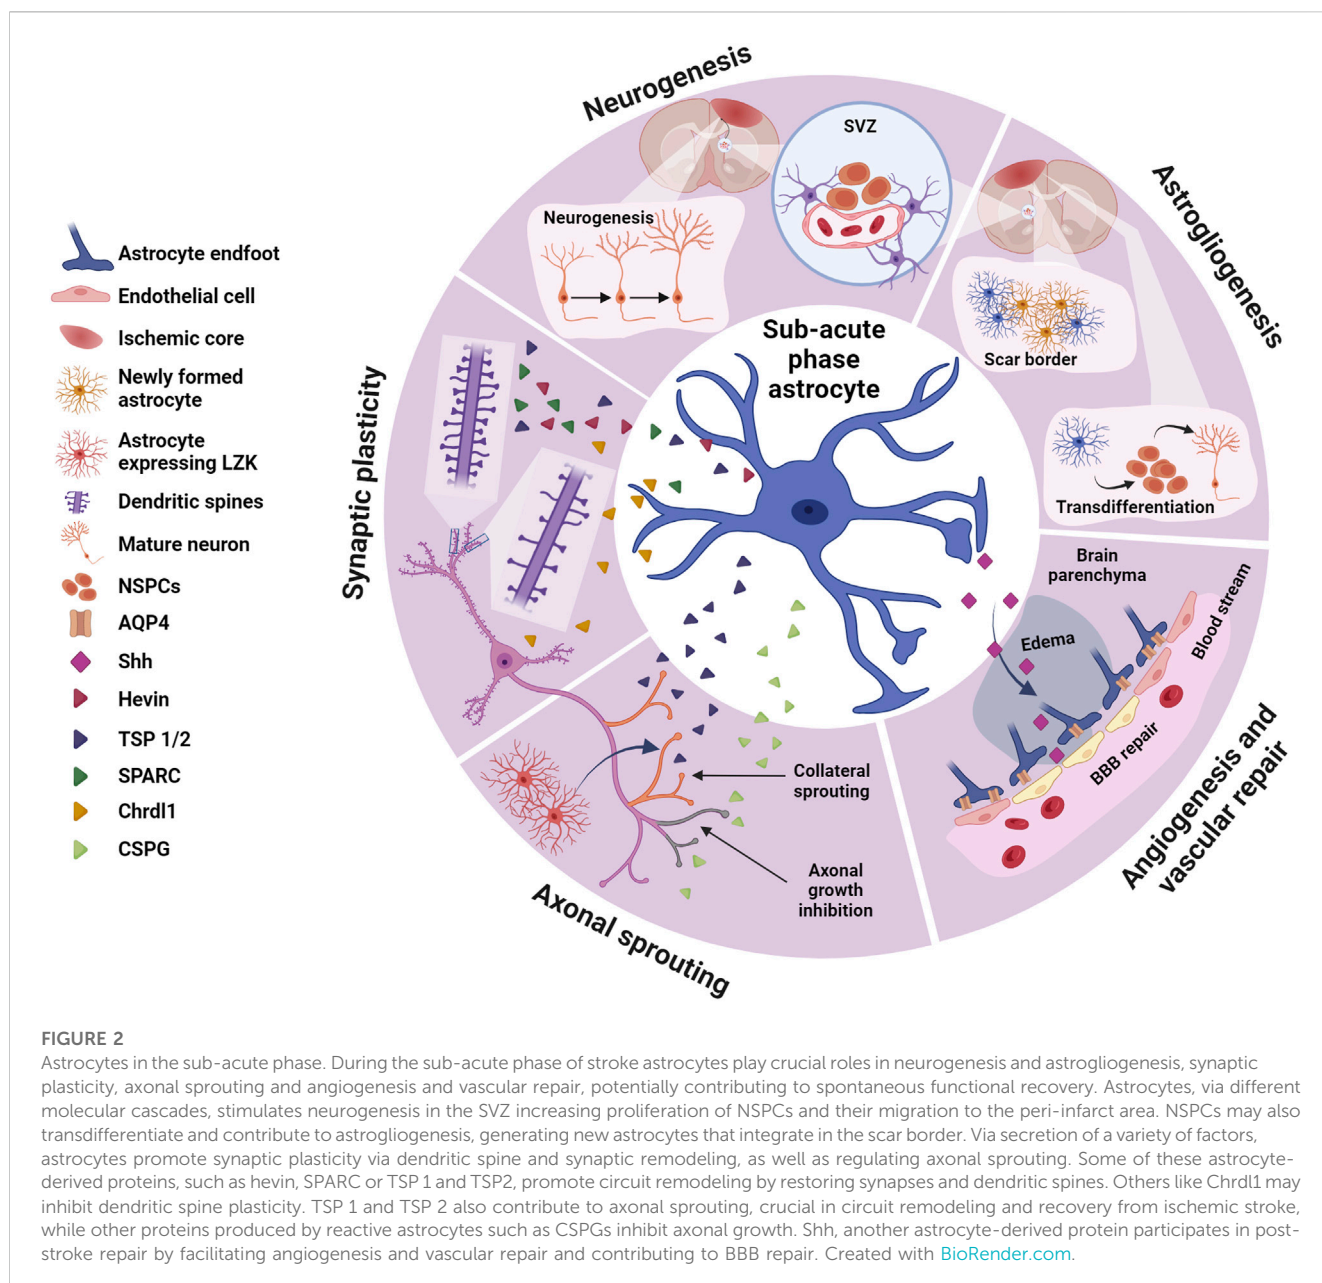 Neurogenesis
SVZ
Neurogenesis
Astrogliogenesis
Scar border
Transdifferentiation
Sub-acute
phase
astrocyte
Astrocyte endfoot
Endothelial cell
Ischemic core
Newly formed
astrocyte
Astrocyte
expressing LZK
Dendritic spines
Mature neuron
NSPCs
AQP4
Shh
Hevin
TSP 1/2
SPARC
Chrdl1
CSPG
Synaptic plasticity
Brain
parenchyma
Blood stream
Edema
BBB repair
Angiogenesis and
vascular repair
Collateral
sprouting
Axonal
growth
inhibition
Axonal sprouting
FIGURE 2
Astrocytes in the sub-acute phase. During the sub-acute phase of stroke astrocytes play crucial roles in neurogenesis and astrogliogenesis, synaptic
plasticity, axonal sprouting and angiogenesis and vascular repair, potentially contributing to spontaneous functional recovery. Astrocytes, via different
molecular cascades, stimulates neurogenesis in the SVZ increasing proliferation of NSPCs and their migration to the peri-infarct area. NSPCs may also
transdifferentiate and contribute to astrogliogenesis, generating new astrocytes that integrate in the scar border. Via secretion of a variety of factors,
astrocytes promote synaptic plasticity via dendritic spine and synaptic remodeling, as well as regulating axonal sprouting. Some of these astrocyte-
derived proteins, such as hevin, SPARC or TSP 1 and TSP2, promote circuit remodeling by restoring synapses and dendritic spines. Others like Chrdl1 may
inhibit dendritic spine plasticity. TSP 1 and TSP 2 also contribute to axonal sprouting, crucial in circuit remodeling and recovery from ischemic stroke,
while other proteins produced by reactive astrocytes such as CSPGs inhibit axonal growth. Shh, another astrocyte-derived protein participates in post-
stroke repair by facilitating angiogenesis and vascular repair and contributing to BBB repair. Created with BioRender.com.